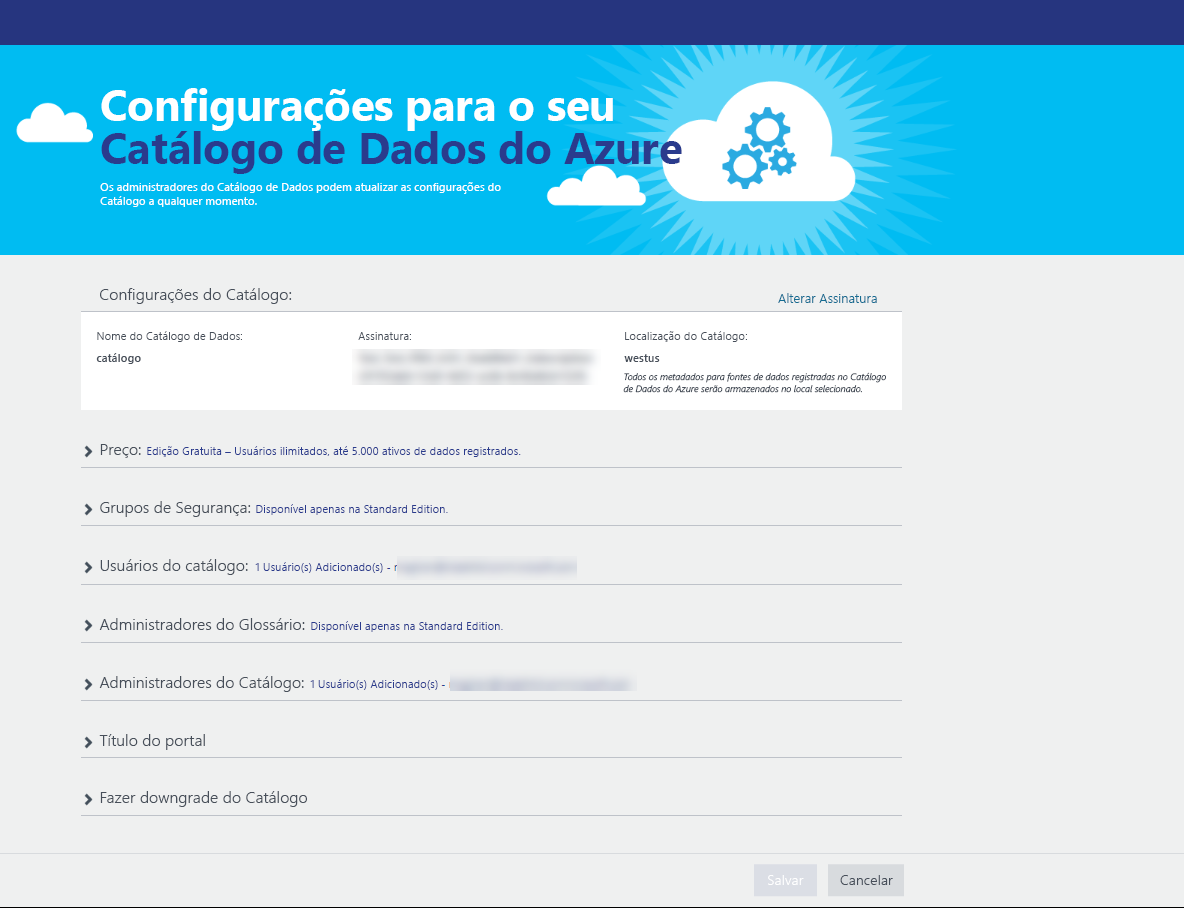 Configurações para o seu
Catálogo de Dados do Azure
Os administradores do Catálogo de Dados podem atualizar as configurações do
Catálogo a qualquer momento.
Configurações do Catálogo:
Alterar Assinatura
Nome do Catálogo de Dados:
catálogo
Assinatura:
Localização do Catálogo:
westus
Todos os metadados para fontes de dados registradas no Catálogo
de Dados do Azure serão armazenados no local selecionado.
Preço: Edição Gratuita – Usuários ilimitados, até 5.000 ativos de dados registrados.
Grupos de Segurança: Disponível apenas na Standard Edition.
Usuários do catálogo: 1 Usuário(s) Adicionado(s) -
Administradores do Glossário: Disponível apenas na Standard Edition.
Administradores do Catálogo: 1 Usuário(s) Adicionado(s) -
Título do portal
Fazer downgrade do Catálogo
Salvar
Cancelar